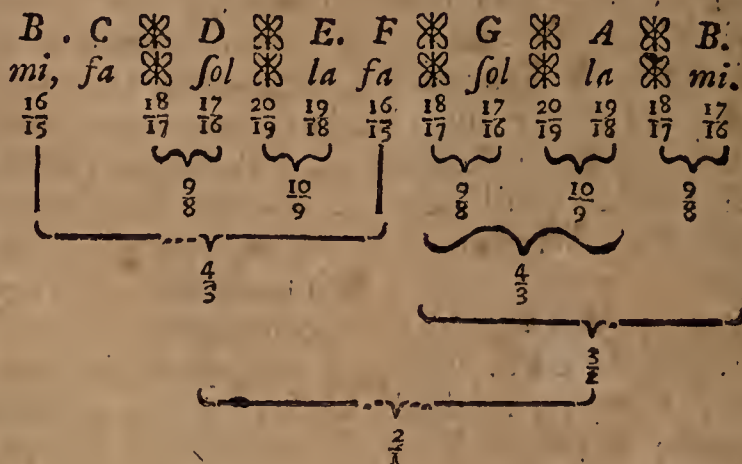 B . C D E. F G A B.
mi, fa ſol la fa ſol la mi.
16/15 18/17 17/16 20/19 19/18 16/15 18/17 17/16 20/19 19/18 18/17 17/16
9/8 10/9 9/8 10/9 9/8
4/3 4/3
3/2
2/1